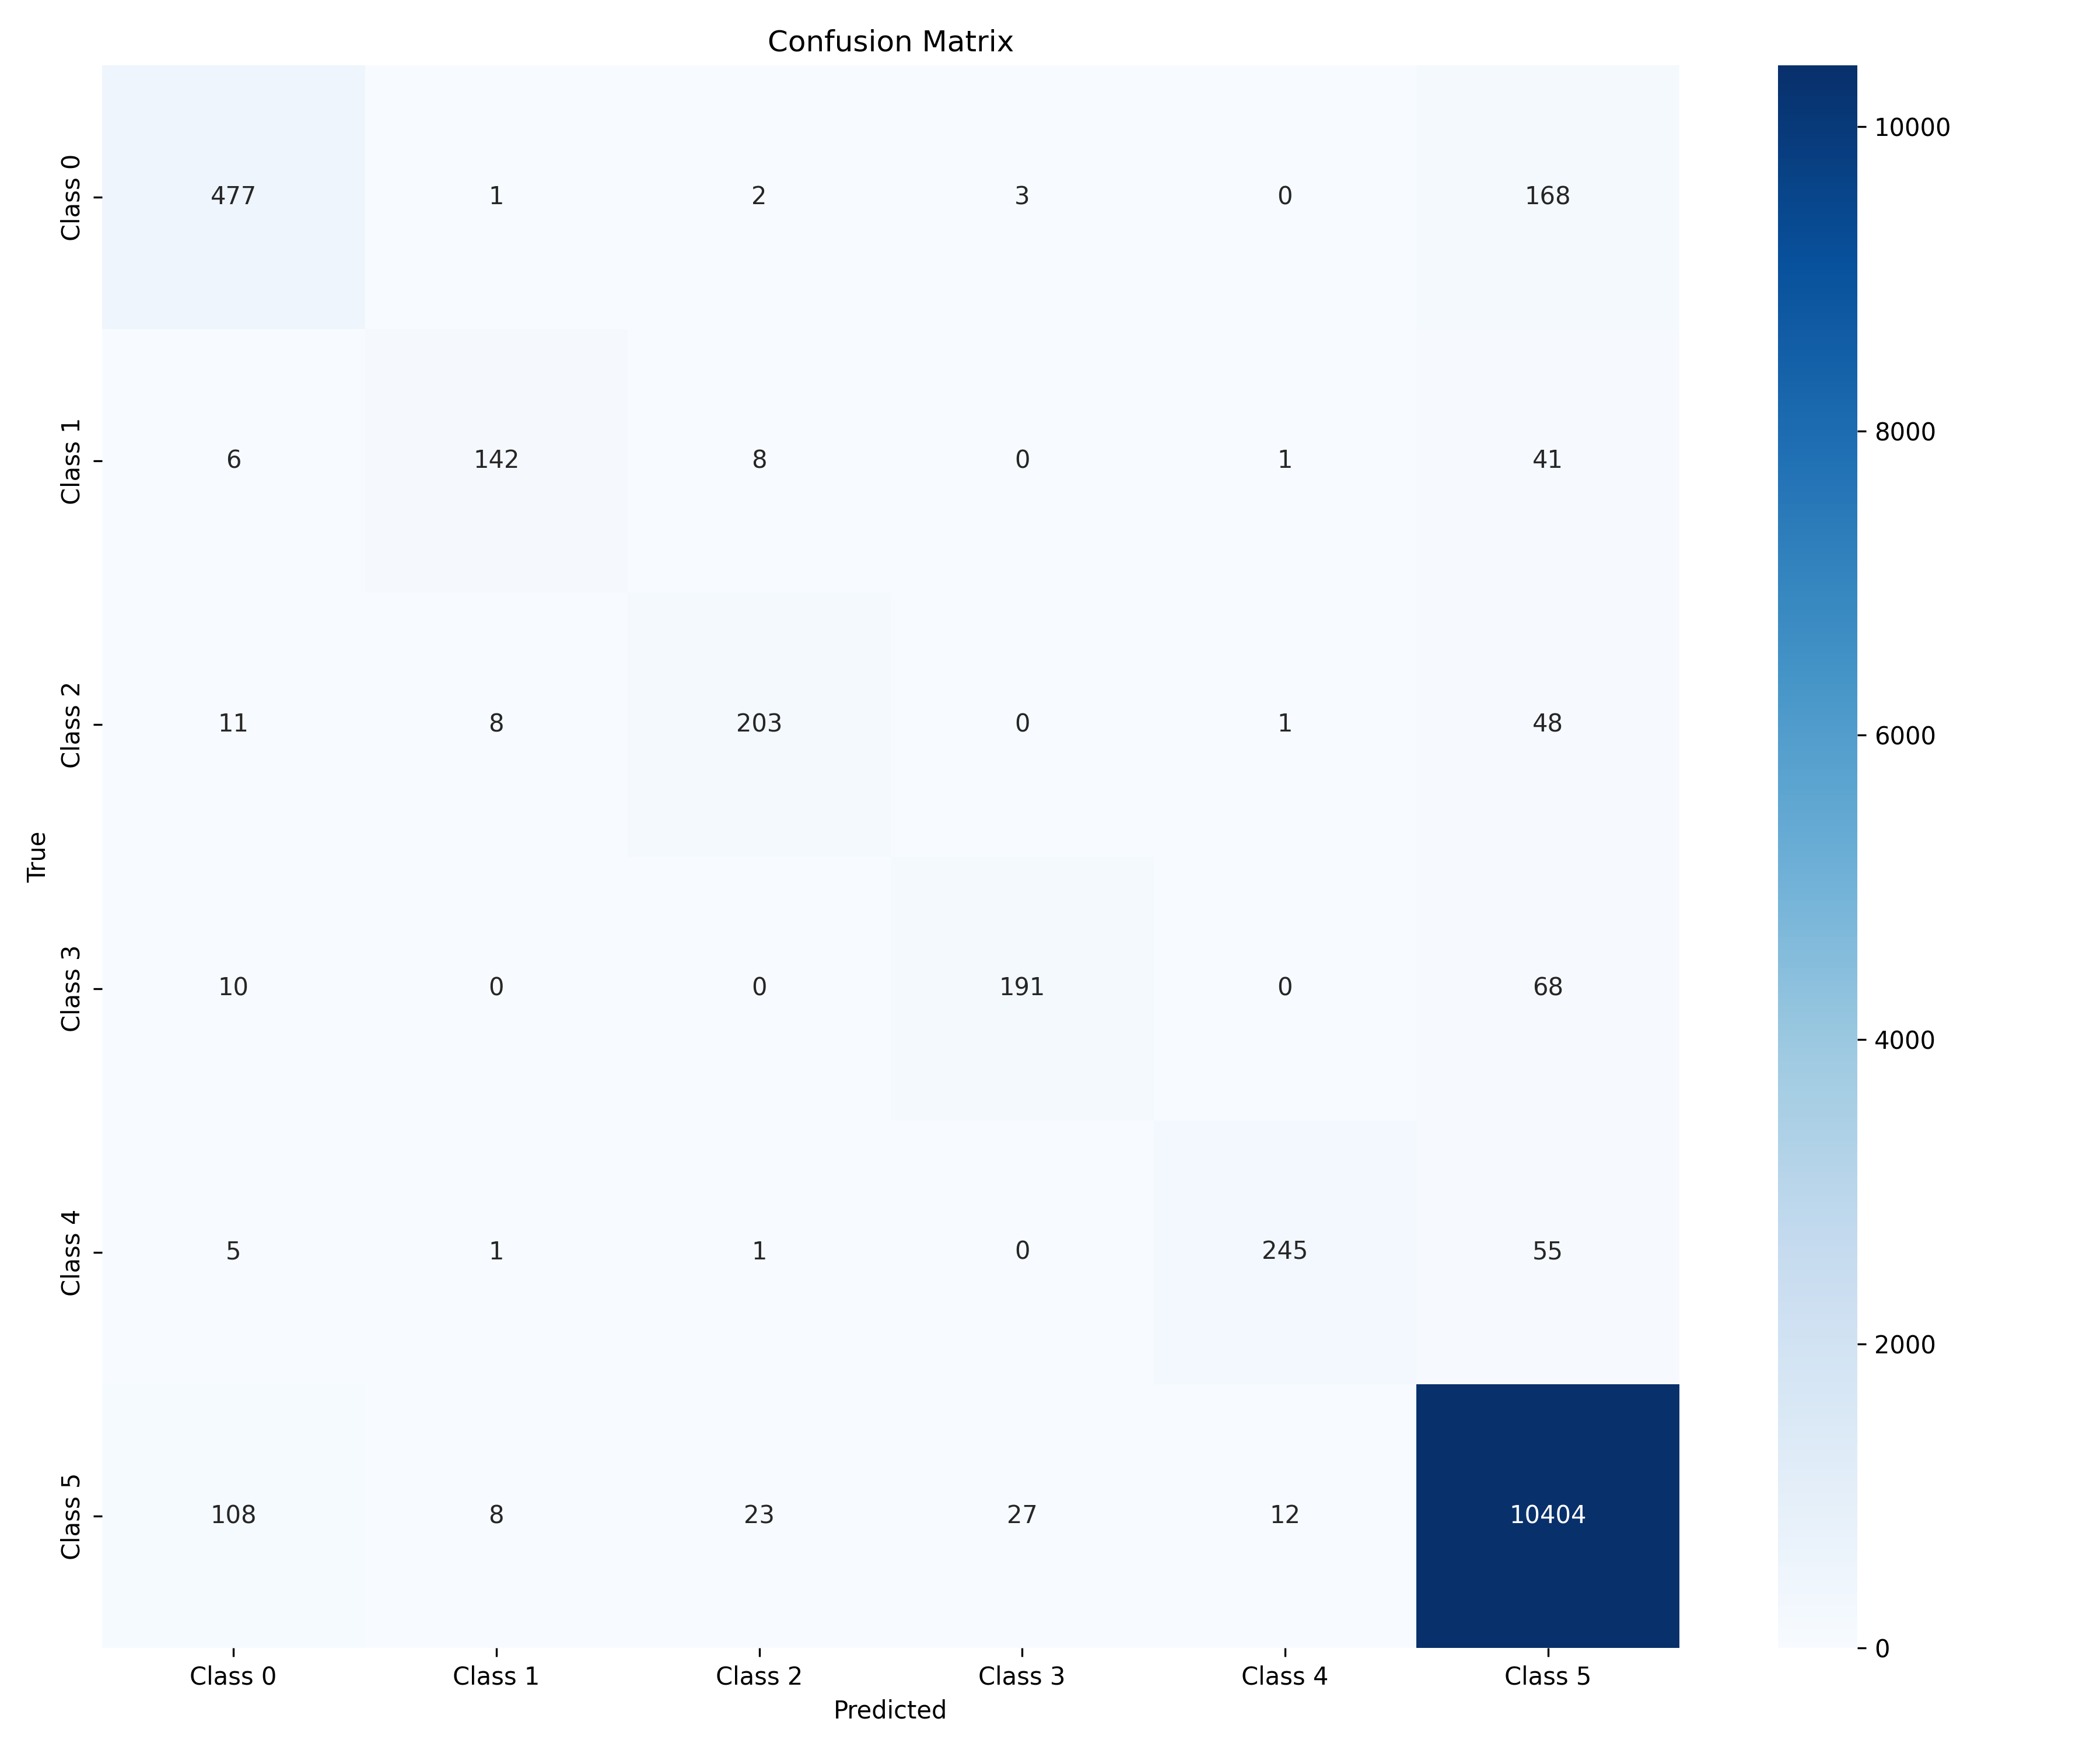 Confusion Matrix
Class 0 477 1 2 3 0 168
Class 1 6 142 8 0 1 41
Class 2 11 8 203 0 1 48
Class 3 10 0 0 191 0 68
Class 4 5 1 1 0 245 55
Class 5 108 8 23 27 12 10404
Class 0 Class 1 Class 2 Class 3 Class 4 Class 5
Predicted
True
10000
8000
6000
4000
2000
0